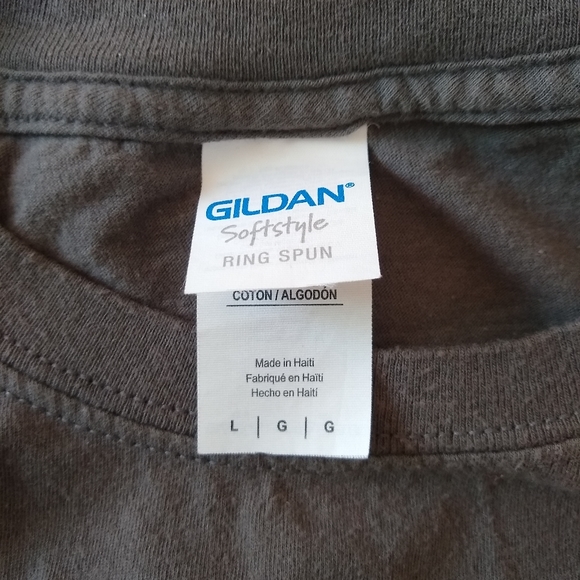 GILDAN®
Softstyle
RING SPUN
COTON / ALGODÓN
Made in Haiti
Fabriqué en Haïti
Hecho en Haití
L | G | G